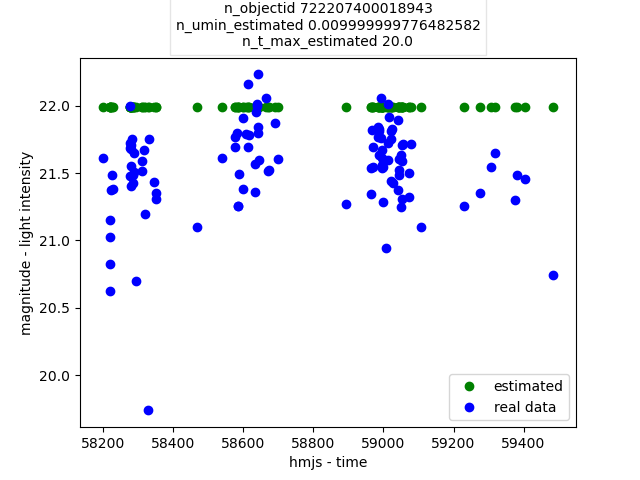 n_objectid 722207400018943
n_umin_estimated 0.009999999776482582
n_t_max_estimated 20.0
magnitude - light intensity
22.0
21.5
21.0
20.5
20.0
58200 58400 58600 58800 59000 59200 59400
hmjs - time
estimated
real data